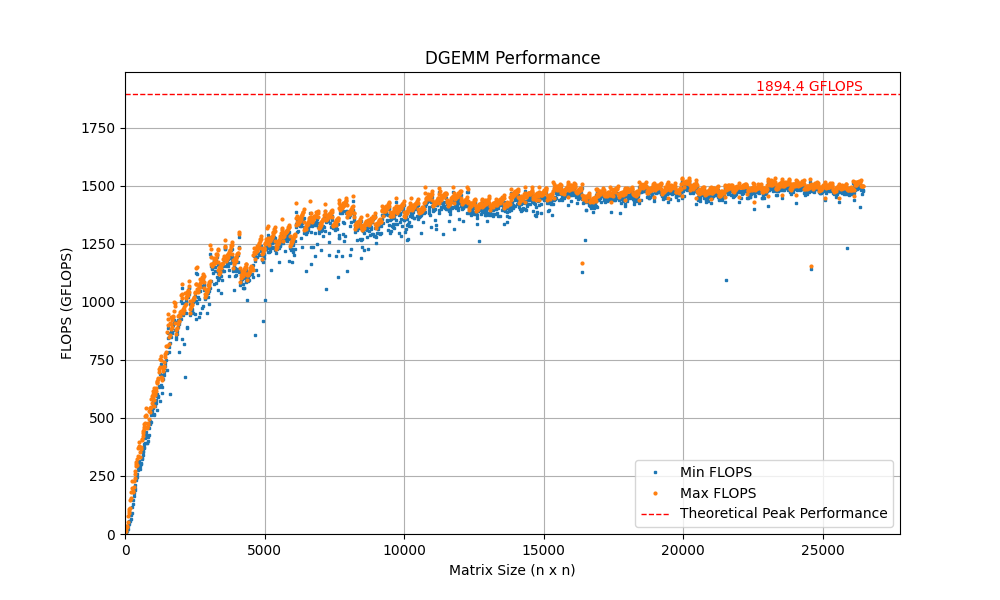 DGEMM Performance
1894.4 GFLOPS
FLOPS (GFLOPS)
1750
1500
1250
1000
750
500
250
0
0 5000 10000 15000 20000 25000
Matrix Size (n x n)
Min FLOPS
Max FLOPS
Theoretical Peak Performance